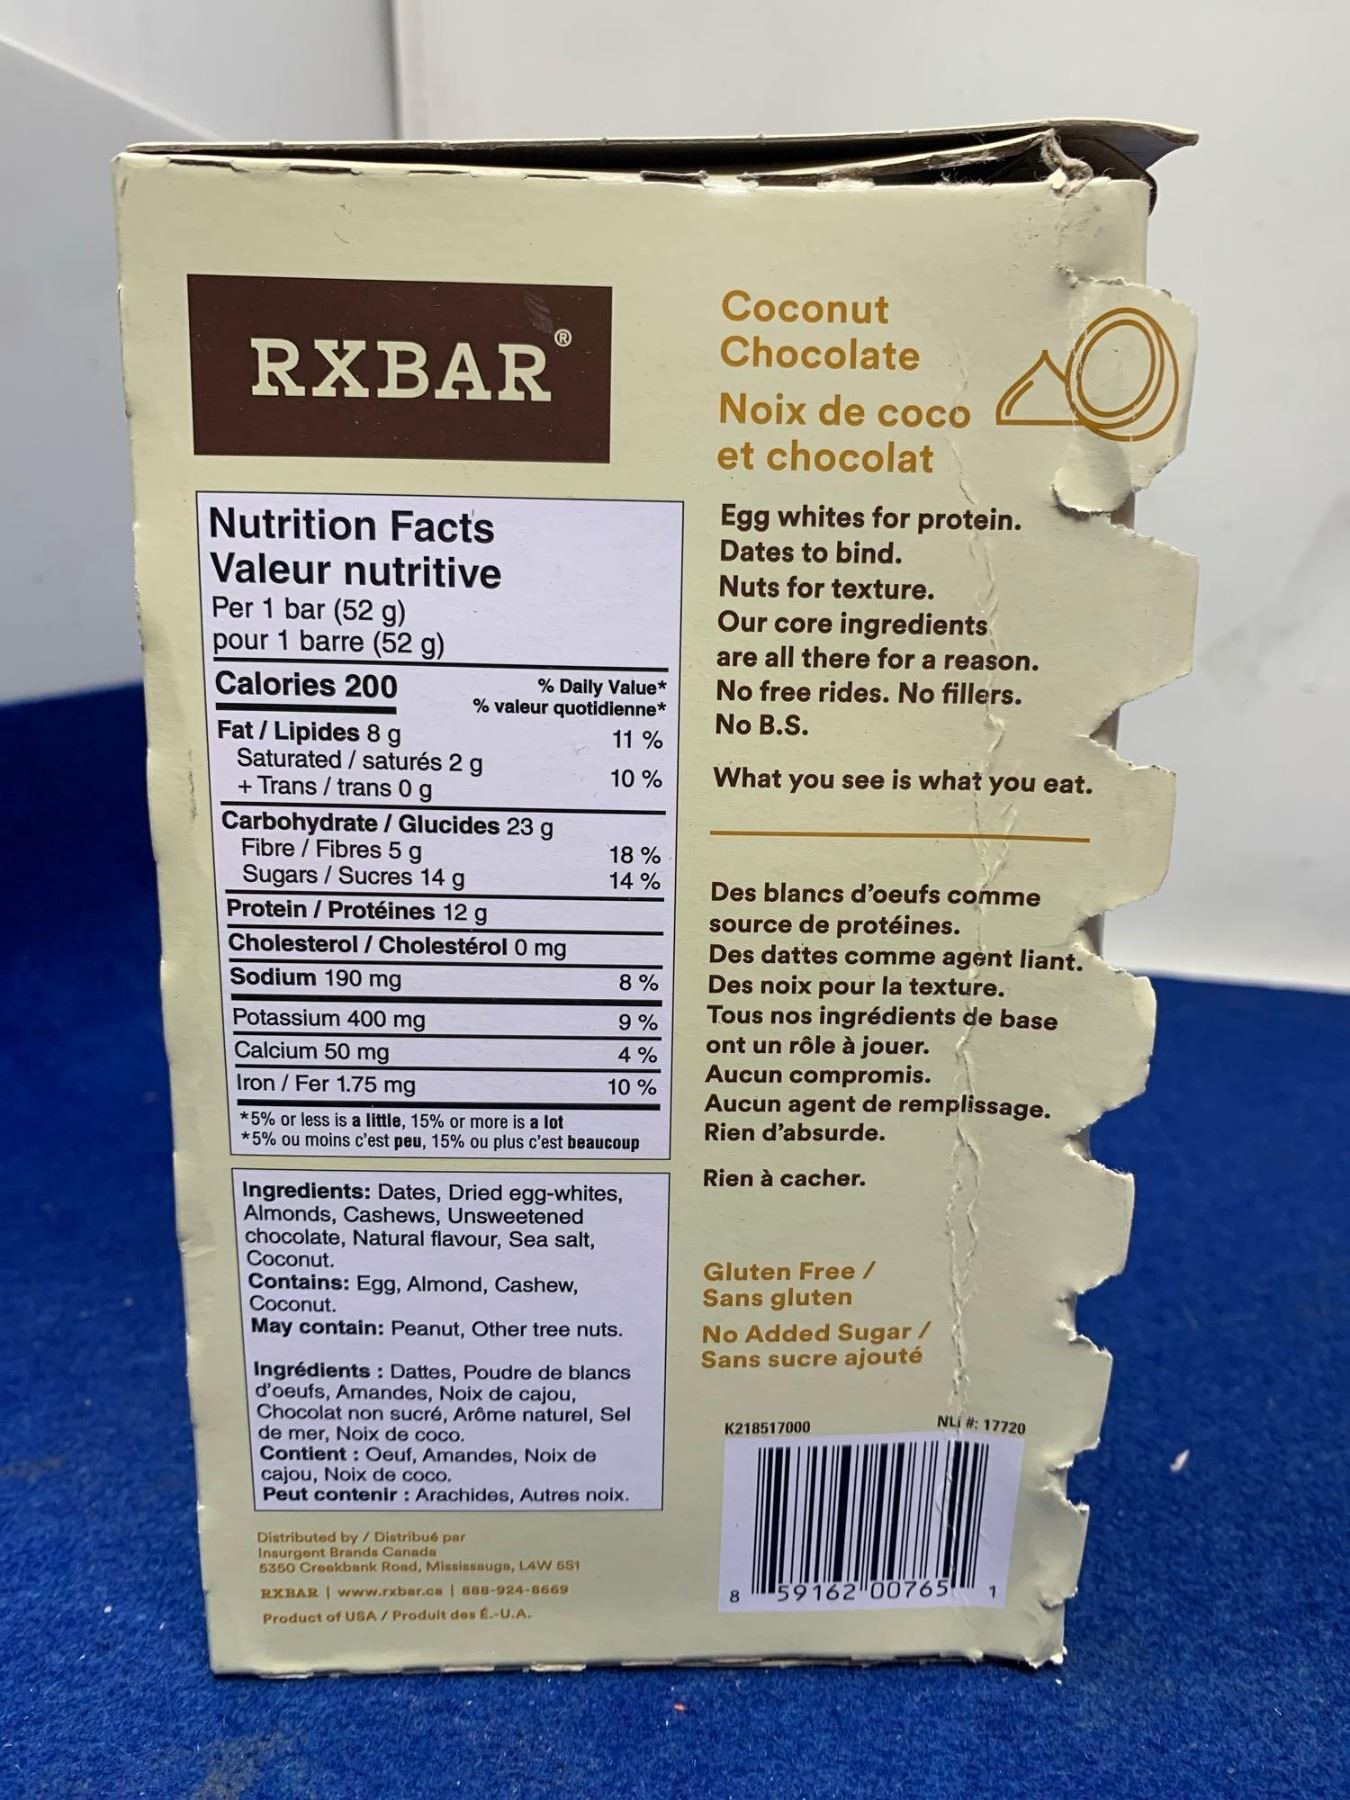 RXBAR®
Coconut
Chocolate
Noix de coco
et chocolat
Nutrition Facts
Valeur nutritive
Per 1 bar (52 g)
pour 1 barre (52 g)
Calories 200
% Daily Value*
% valeur quotidienne*
Fat / Lipides 8 g 11 %
Saturated / saturés 2 g
+ Trans / trans 0 g 10 %
Carbohydrate / Glucides 23 g
Fibre / Fibres 5 g 18 %
Sugars / Sucres 14 g 14 %
Protein / Protéines 12 g
Cholesterol / Cholestérol 0 mg
Sodium 190 mg 8 %
Potassium 400 mg 9 %
Calcium 50 mg 4 %
Iron / Fer 1.75 mg 10 %
*5% or less is a little, 15% or more is a lot
*5% ou moins c'est peu, 15% ou plus c'est beaucoup
Ingredients: Dates, Dried egg-whites,
Almonds, Cashews, Unsweetened
chocolate, Natural flavour, Sea salt,
Coconut.
Contains: Egg, Almond, Cashew,
Coconut.
May contain: Peanut, Other tree nuts.
Ingrédients : Dattes, Poudre de blancs
d'oeufs, Amandes, Noix de cajou,
Chocolat non sucré, Arôme naturel, Sel
de mer, Noix de coco.
Contient : Oeuf, Amandes, Noix de
cajou, Noix de coco.
Peut contenir : Arachides, Autres noix.
Distributed by / Distribué par
Insurgent Brands Canada
5350 Creekbank Road, Mississauga, L4W 5S1
RXBAR | www.rxbar.ca | 888-924-8669
Product of USA / Produit des É.-U.A.
Egg whites for protein.
Dates to bind.
Nuts for texture.
Our core ingredients
are all there for a reason.
No free rides. No fillers.
No B.S.
What you see is what you eat.
Des blancs d'oeufs comme
source de protéines.
Des dattes comme agent liant.
Des noix pour la texture.
Tous nos ingrédients de base
ont un rôle à jouer.
Aucun compromis.
Aucun agent de remplissage.
Rien d'absurde.
Rien à cacher.
Gluten Free /
Sans gluten
No Added Sugar /
Sans sucre ajouté
K218517000 NLI #: 17720
8 59162 00765 1